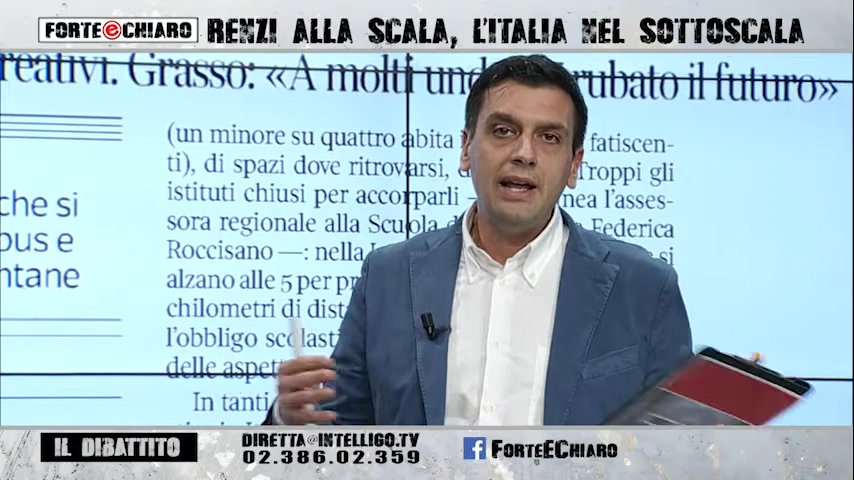 FORTE e CHIARO
RENZI ALLA SCALA, L'ITALIA NEL SOTTOSCALA
reativi. Grasso: «A molti rubato il futuro»
(un minore su quattro abita fatiscen-
ti), di spazi dove ritrovarsi, Troppi gli
istituti chiusi per accorparli — nea l'asses-
sora regionale alla Scuola Federica
Roccisano —: nella si
alzano alle 5 per
chilometri di
l'obbligo
delle
In tanti
che si
bus e
ntane
IL DIBATTITO
DIRETTA@INTELLIGO.TV
02.386.02.359
f FORTEECHIARO